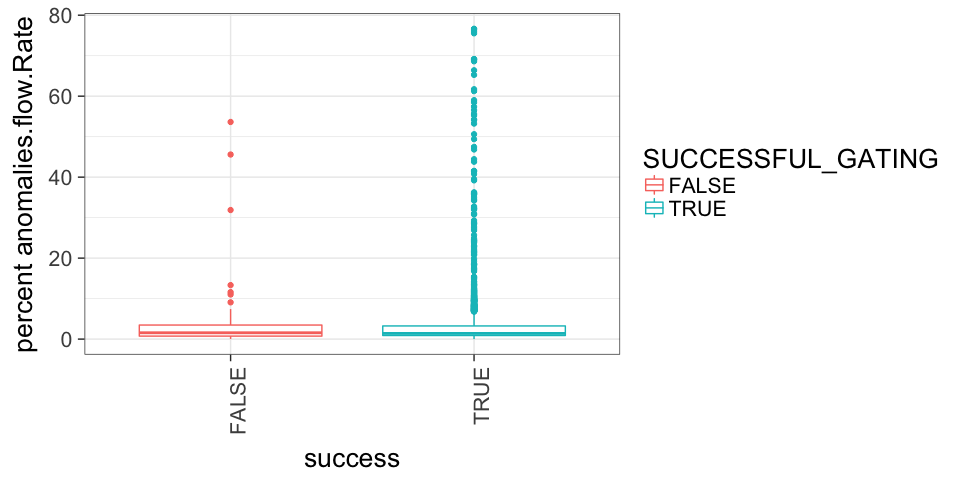 percent anomalies.flow.Rate
80
60
40
20
0
FALSE
TRUE
success
SUCCESSFUL_GATING
FALSE
TRUE